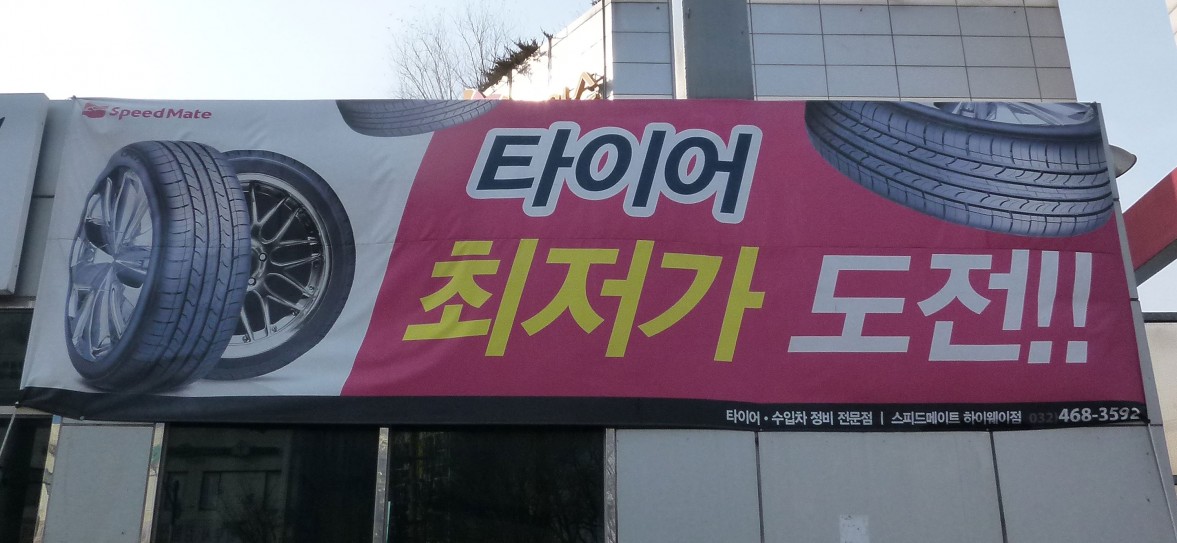 SpeedMate
타이어
최저가 도전!!
타이어 · 수입차 정비 전문점 | 스피드메이트 하이웨이점 032) 468-3592